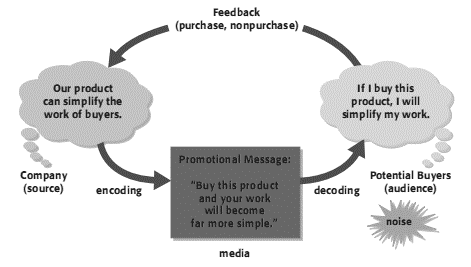 Feedback
(purchase, nonpurchase)
Our product
can simplify the
work of buyers.
If I buy this
product, I will
simplify my work.
Company
(source)
encoding
Promotional Message:
"Buy this product
and your work
will become
far more simple."
decoding
Potential Buyers
(audience)
noise
media